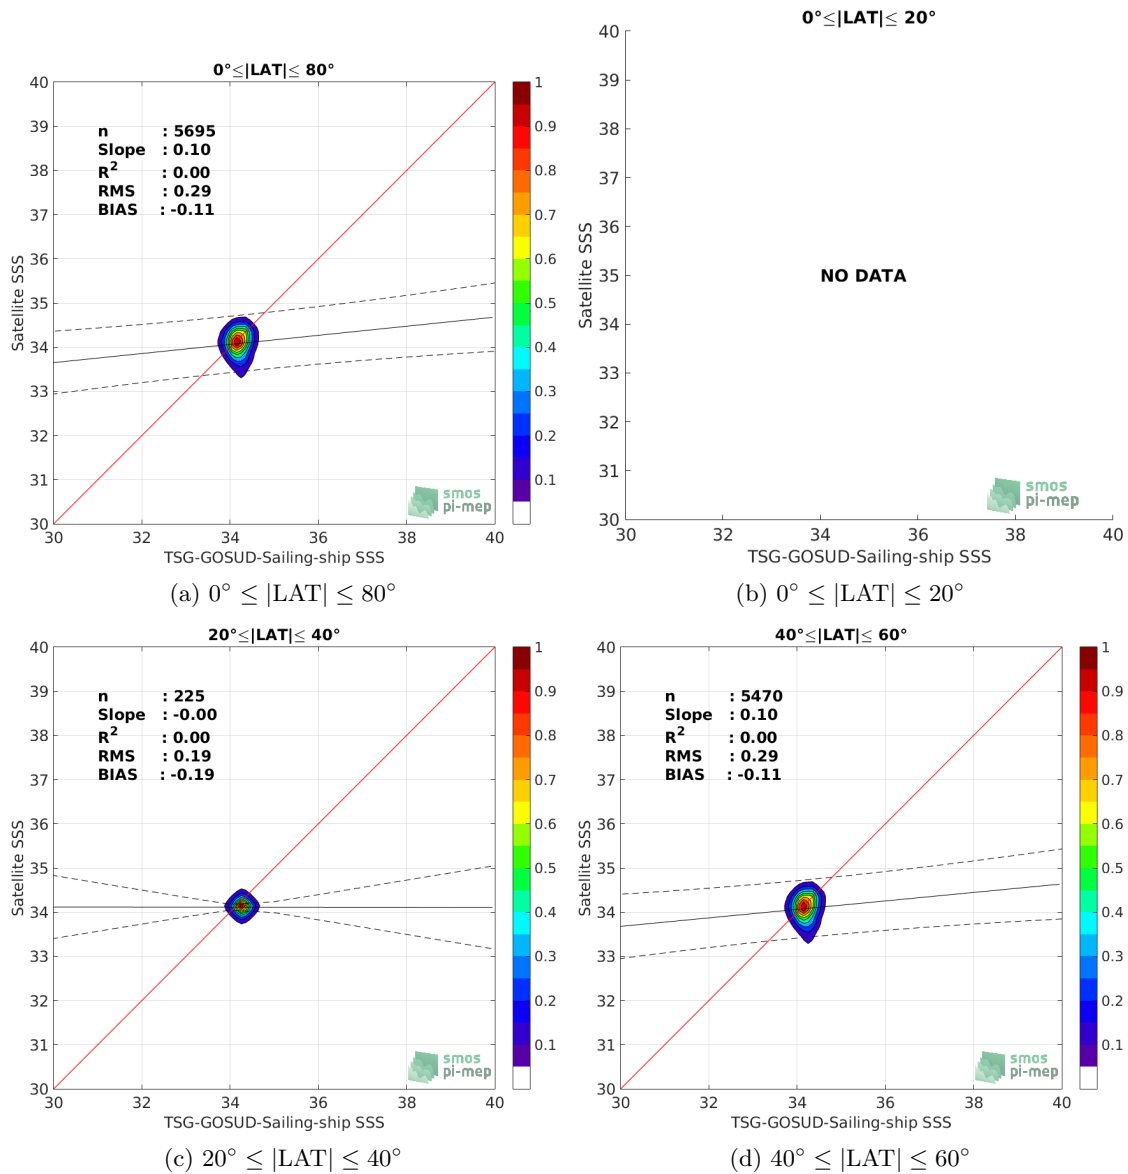 0°≤|LAT|≤ 80°
40
39
38
37
36
35
34
33
32
31
30
n : 5695
Slope : 0.10
R² : 0.00
RMS : 0.29
BIAS : -0.11
Satellite SSS
30 32 34 36 38 40
TSG-GOSUD-Sailing-ship SSS
1
0.9
0.8
0.7
0.6
0.5
0.4
0.3
0.2
0.1
smos
pi-mep
(a) 0° ≤ |LAT| ≤ 80°
0°≤|LAT|≤ 20°
40
39
38
37
36
35
34
33
32
31
30
NO DATA
Satellite SSS
30 32 34 36 38 40
TSG-GOSUD-Sailing-ship SSS
smos
pi-mep
(b) 0° ≤ |LAT| ≤ 20°
20°≤|LAT|≤ 40°
40
39
38
37
36
35
34
33
32
31
30
n : 225
Slope : -0.00
R² : 0.00
RMS : 0.19
BIAS : -0.19
Satellite SSS
30 32 34 36 38 40
TSG-GOSUD-Sailing-ship SSS
1
0.9
0.8
0.7
0.6
0.5
0.4
0.3
0.2
0.1
smos
pi-mep
(c) 20° ≤ |LAT| ≤ 40°
40°≤|LAT|≤ 60°
40
39
38
37
36
35
34
33
32
31
30
n : 5470
Slope : 0.10
R² : 0.00
RMS : 0.29
BIAS : -0.11
Satellite SSS
30 32 34 36 38 40
TSG-GOSUD-Sailing-ship SSS
1
0.9
0.8
0.7
0.6
0.5
0.4
0.3
0.2
0.1
smos
pi-mep
(d) 40° ≤ |LAT| ≤ 60°